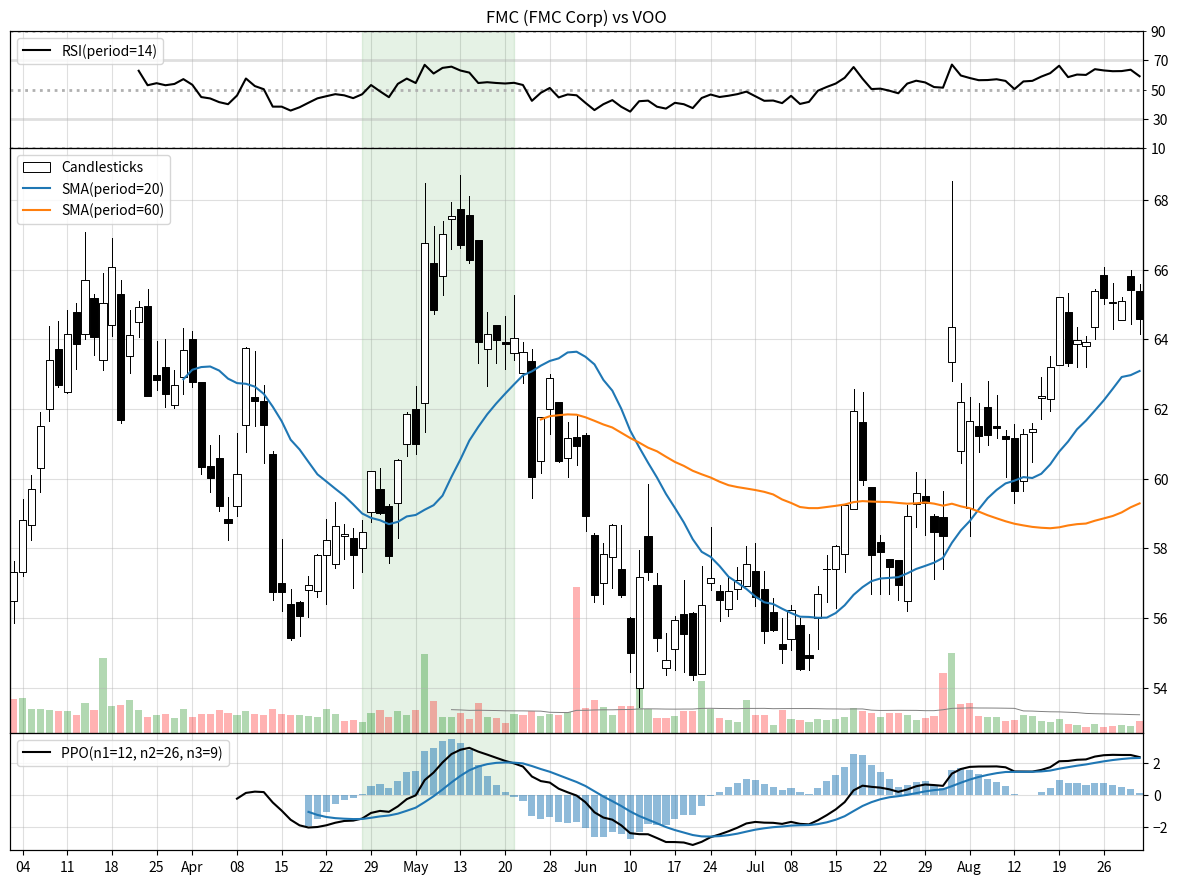 FMC (FMC Corp) vs VOO
RSI(period=14)
90
70
50
30
10
Candlesticks
SMA(period=20)
SMA(period=60)
68
66
64
62
60
58
56
54
PPO(n1=12, n2=26, n3=9)
2
0
−2
04 11 18 25 Apr 08 15 22 29 May 13 20 28 Jun 10 17 24 Jul 08 15 22 29 Aug 12 19 26